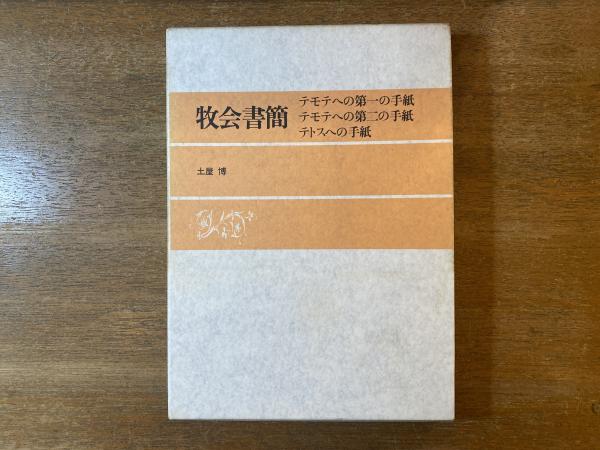 牧会書簡
テモテへの第一の手紙
テモテへの第二の手紙
テトスへの手紙
土屋 博